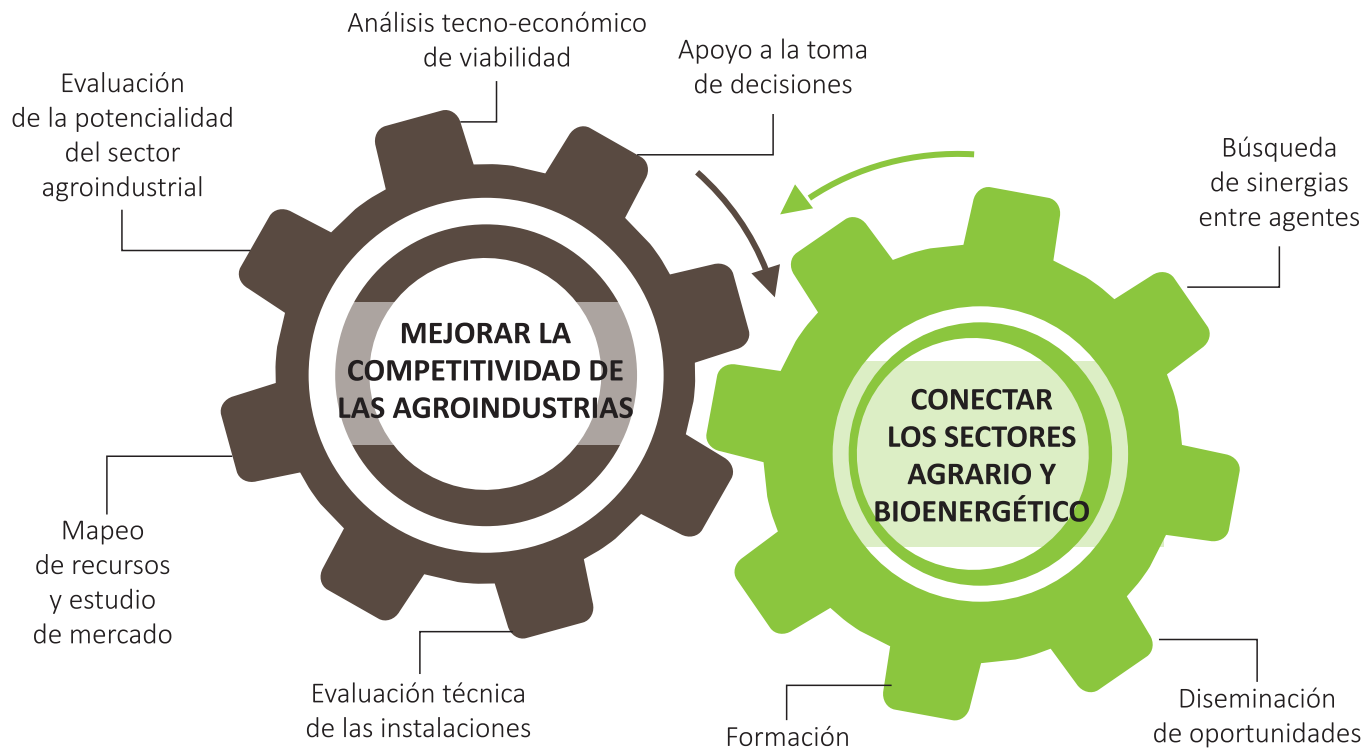 Análisis tecno-económico
de viabilidad
Apoyo a la toma
de decisiones
Evaluación
de la potencialidad
del sector
agroindustrial
Búsqueda
de sinergias
entre agentes
MEJORAR LA
COMPETITIVIDAD DE
LAS AGROINDUSTRIAS
CONECTAR
LOS SECTORES
AGRARIO Y
BIOENERGÉTICO
Mapeo
de recursos
y estudio
de mercado
Evaluación técnica
de las instalaciones
Formación
Diseminación
de oportunidades